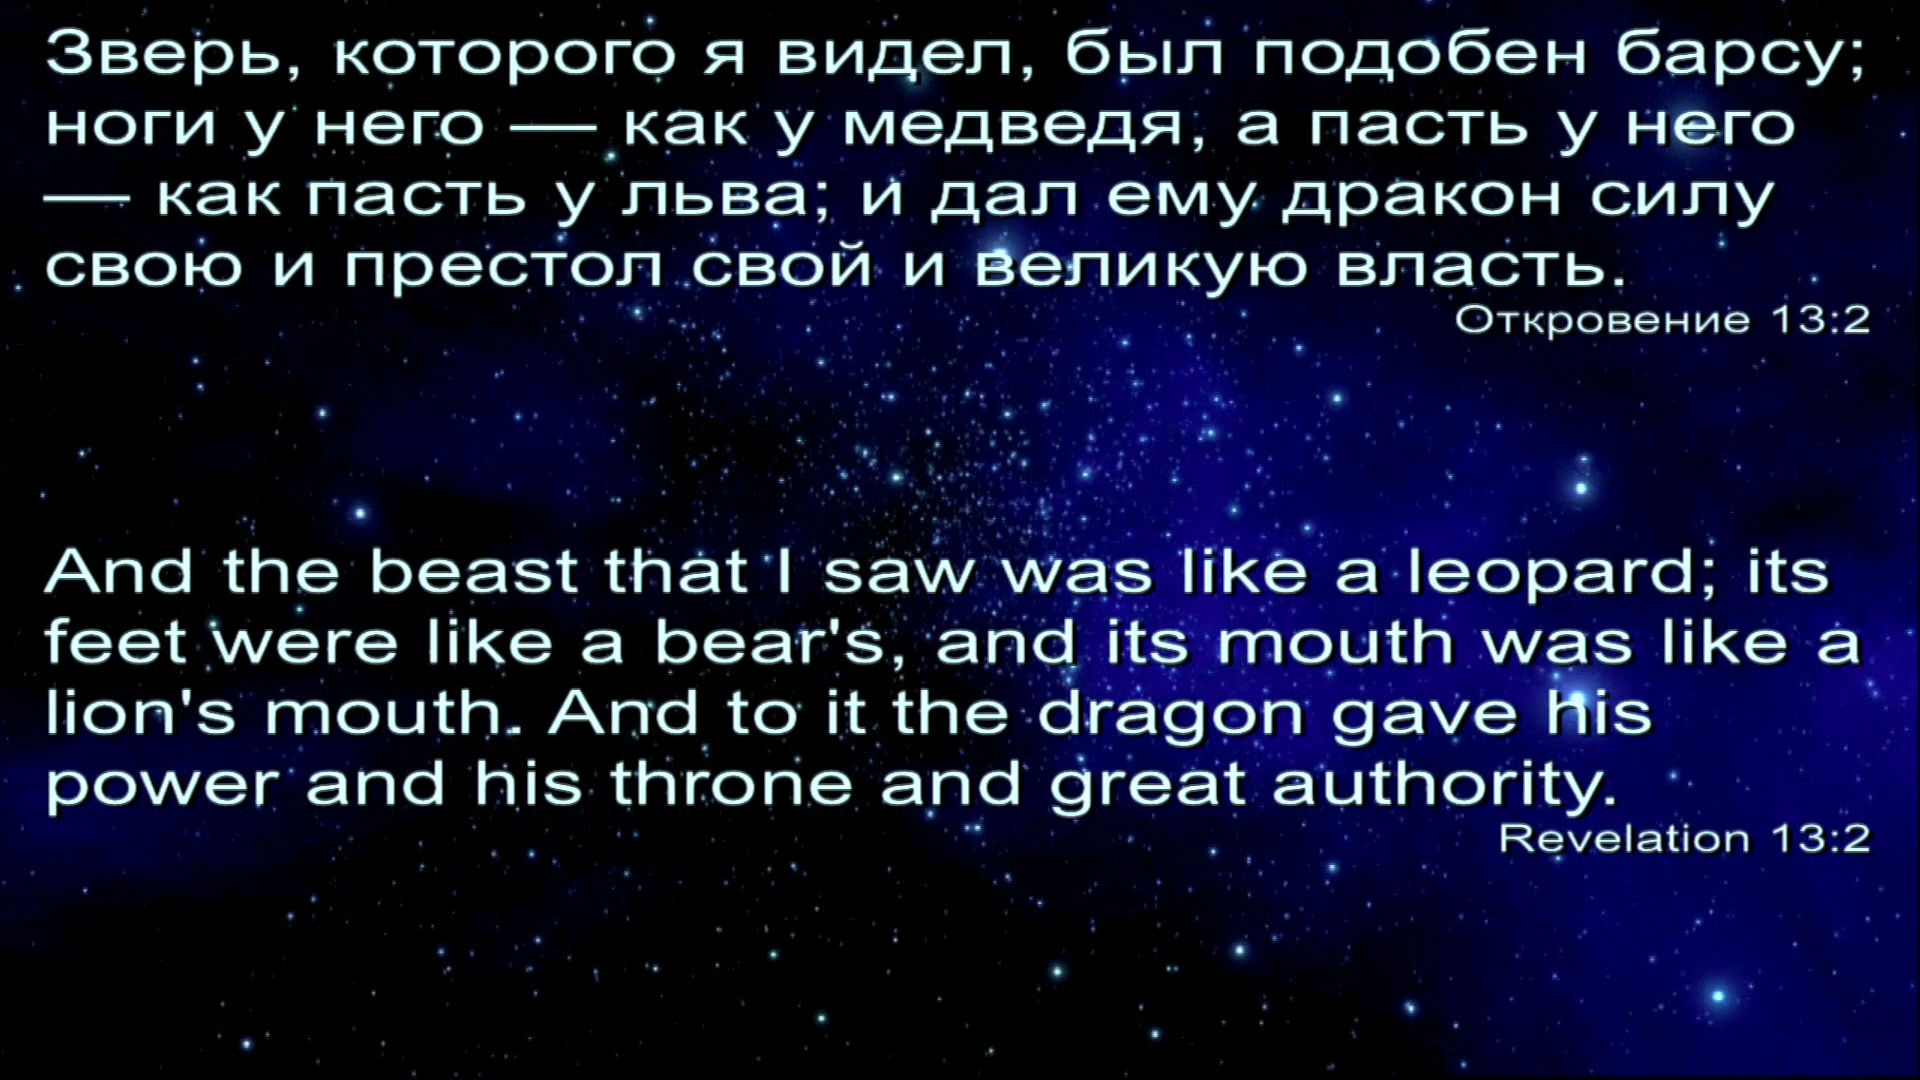 Зверь, которого я видел, был подобен барсу;
ноги у него — как у медведя, а пасть у него
— как пасть у льва; и дал ему дракон силу
свою и престол свой и великую власть.
Откровение 13:2
And the beast that I saw was like a leopard; its
feet were like a bear's, and its mouth was like a
lion's mouth. And to it the dragon gave his
power and his throne and great authority.
Revelation 13:2